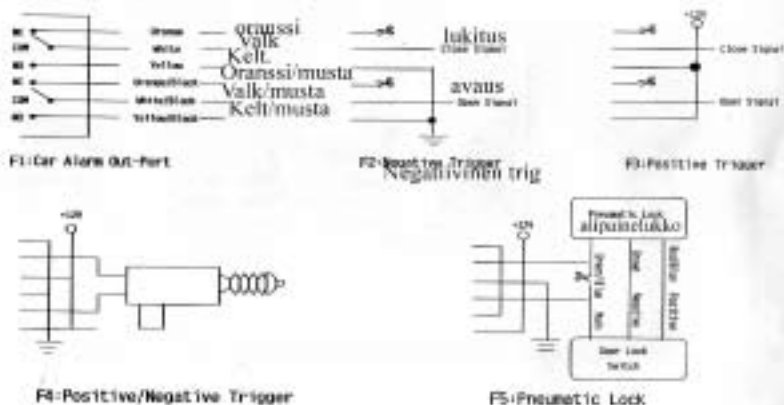 NC Orange oranssi
COM White valk
NO Yellow Kelt.
NC Orange/Black Oranssi/musta
COM White/Black Valk/musta
NO Yellow/Black Kelt/musta
F1:Car Alarm Out-Port
lukitus
Close Signal
avaus
Open Signal
F2:Negative Trigger
Negatiivinen trig
+12V
Close Signal
Open Signal
F3:Positive Trigger
+12V
F4:Positive/Negative Trigger
+12V
Pneumatic Lock
alipainelukko
Negative
Positive
Door Lock
Switch
F5:Pneumatic Lock